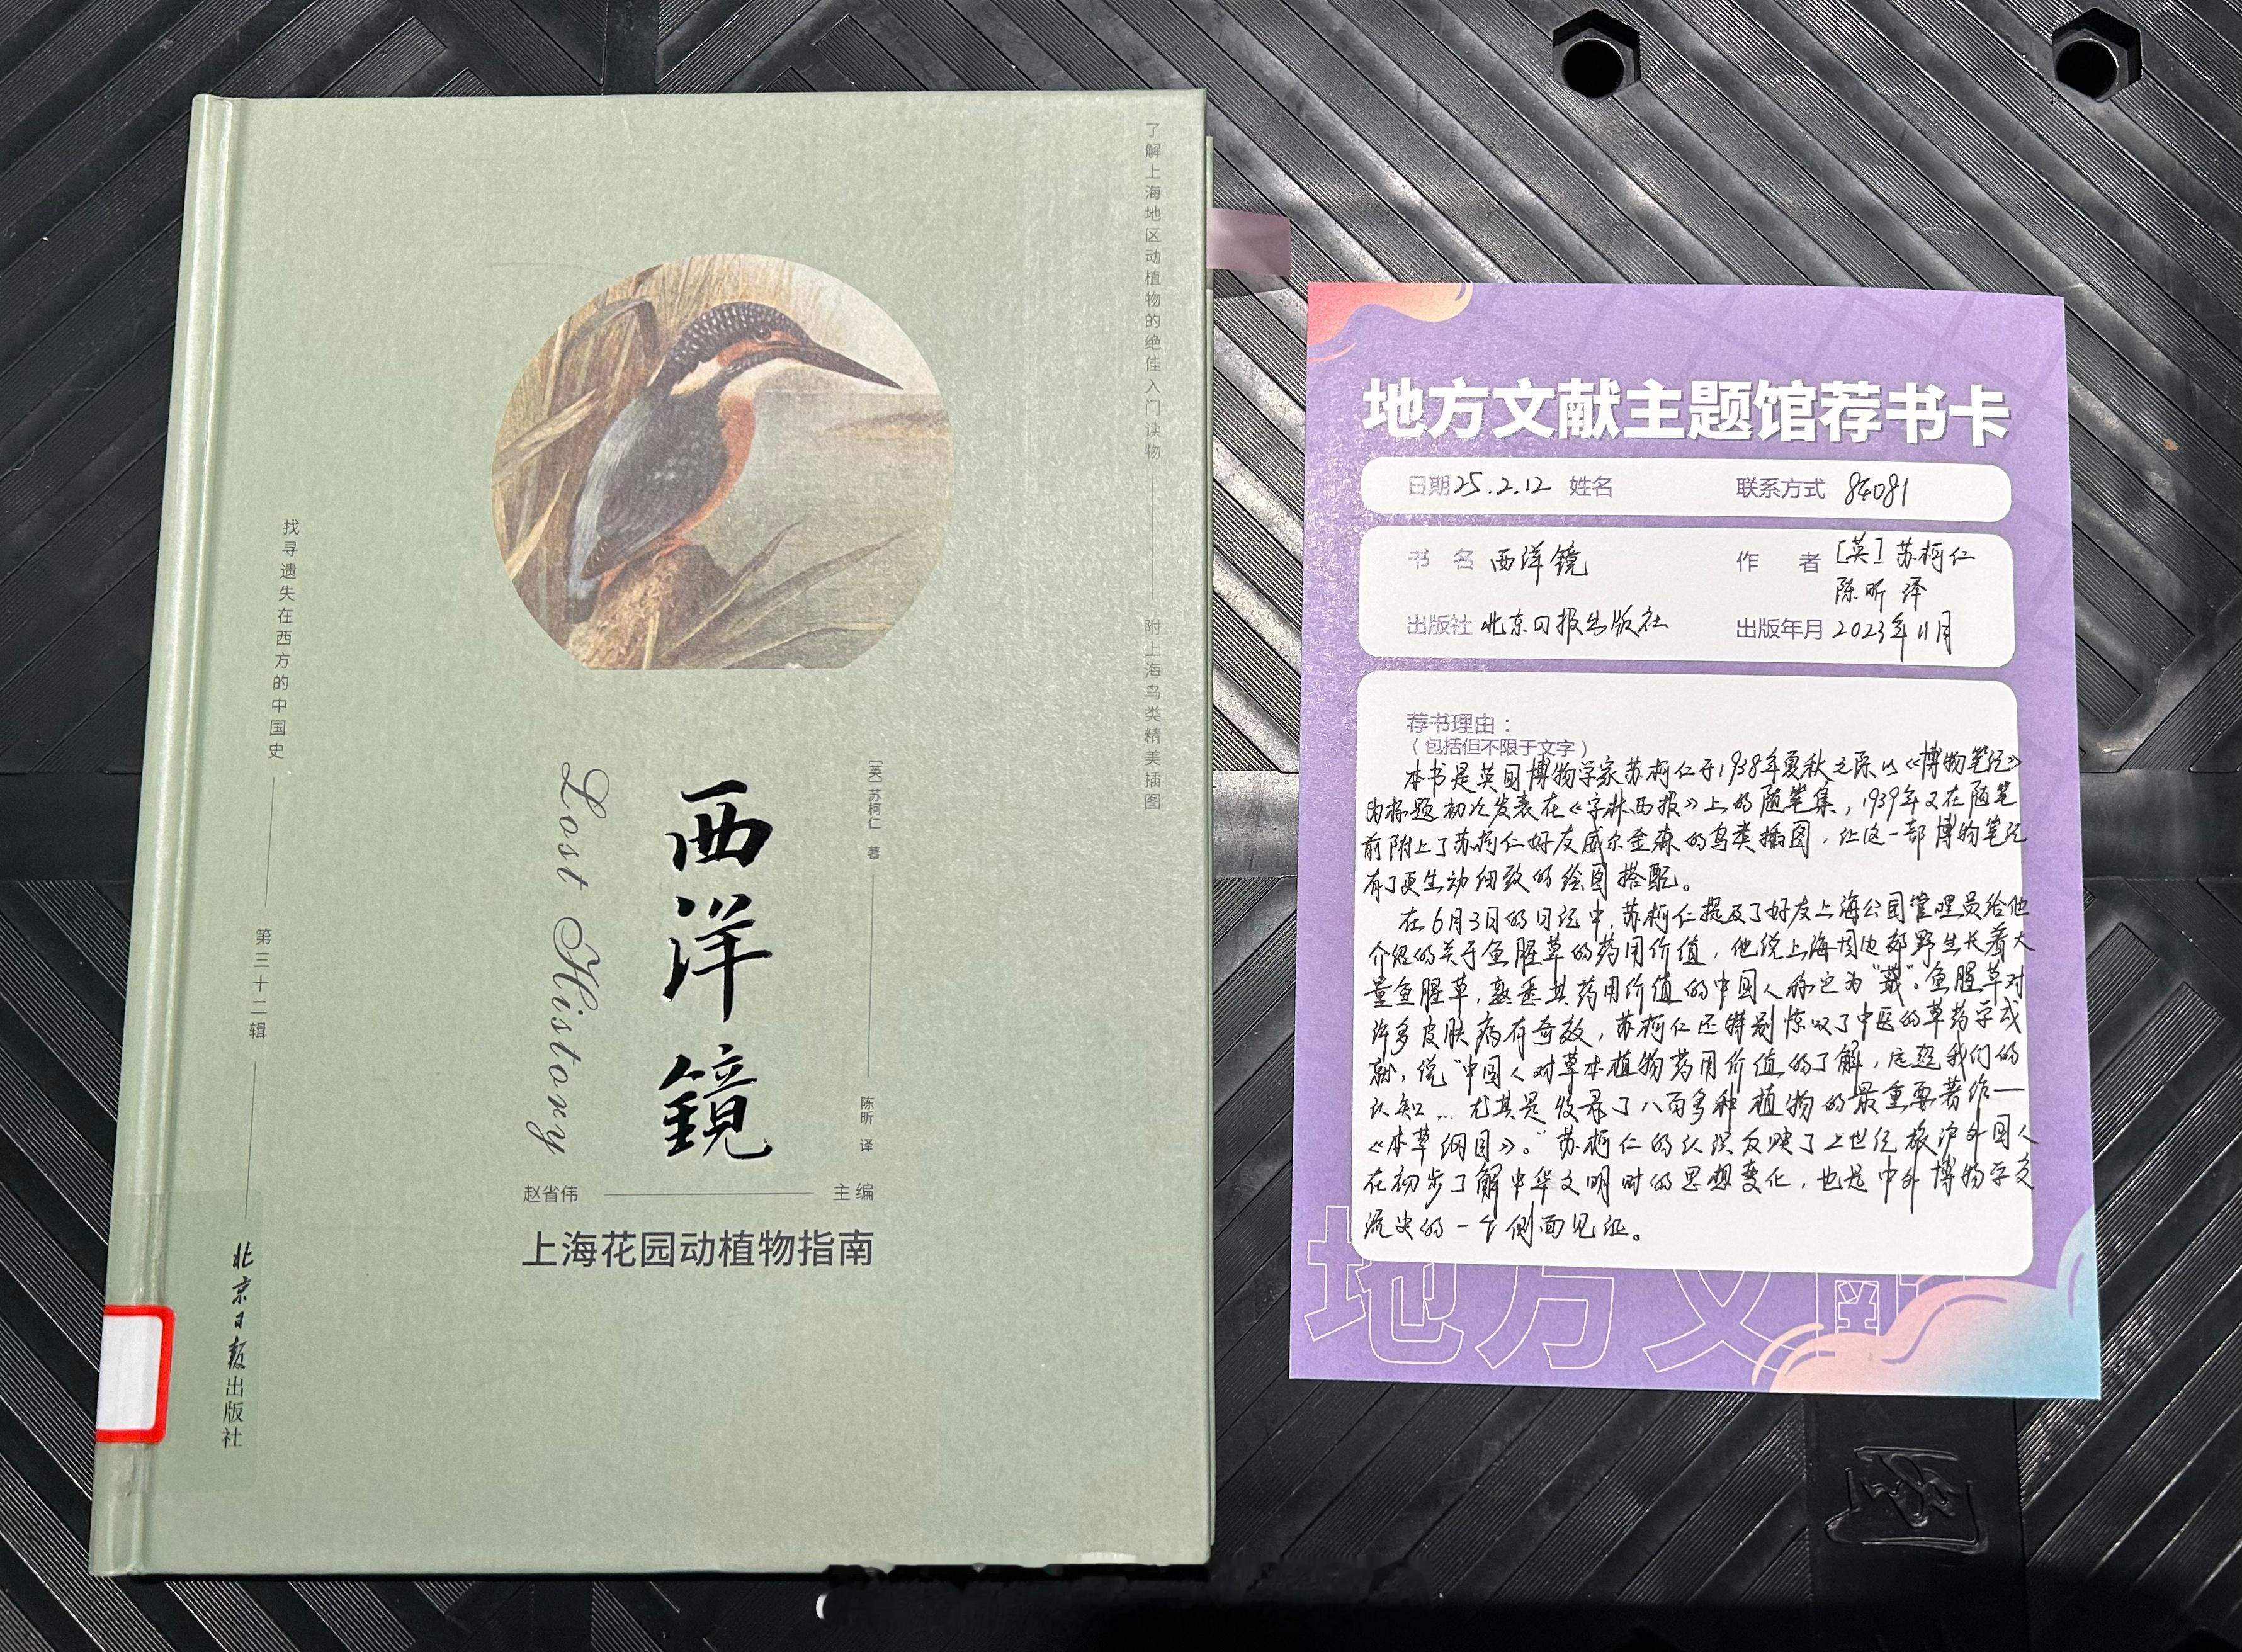 了解上海地区动植物的绝佳入门读物
附上海鸟类精美插图
找寻遗失在西方的中国史
第三十二辑
北京日报出版社
[英]苏柯仁 著
陈昕 译
西洋镜
Lost History
赵省伟 主编
上海花园动植物指南
地方文献主题馆荐书卡
日期 25.2.12 姓名 联系方式 84081
书名 西洋镜 作者 [英]苏柯仁
陈昕 译
出版社 北京日报出版社 出版年月 2023年11月
荐书理由：
（包括但不限于文字）
本书是英国博物学家苏柯仁于1938年夏秋之际以《博物笔记》
为标题初次发表在《字林西报》上的随笔集，1939年又在随笔
前附上了苏柯仁好友威尔金森的鸟类插图，让这一部博物笔记
有了更生动细致的绘图搭配。
在6月3日的日记中，苏柯仁提及了好友上海公园管理员给他
介绍的关于鱼腥草的药用价值，他说上海周边郊野生长着大
量鱼腥草，熟悉其药用价值的中国人称它为"蕺"。鱼腥草对
许多皮肤病有奇效，苏柯仁还特别惊叹了中医的草药学成
就，说"中国人对草本植物药用价值的了解，远超我们的
认知…尤其是收录了八百多种植物的最重要著作—
《本草纲目》。"苏柯仁的认识反映了上世纪旅沪外国人
在初步了解中华文明时的思想变化，也是中外博物学交
流史的一个侧面见证。
地方文献